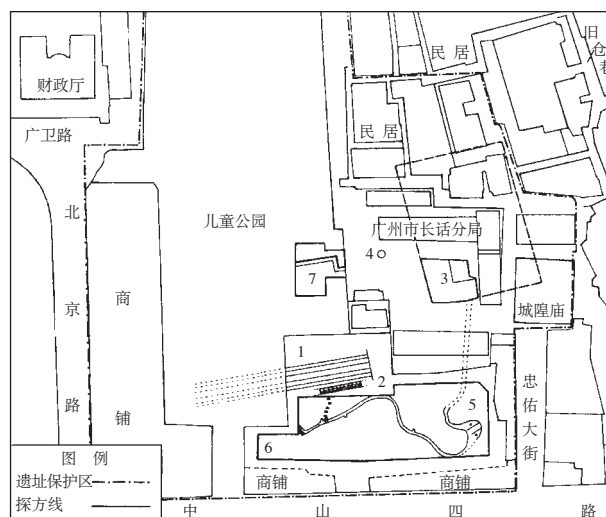 财政厅
广卫路
北京路
商铺
儿童公园
民居
民居
旧仓巷
广州市长话分局
4
3
7
城隍庙
1
2
5
6
忠佑大街
商铺
商铺
中山四路
图例
遗址保护区
探方线